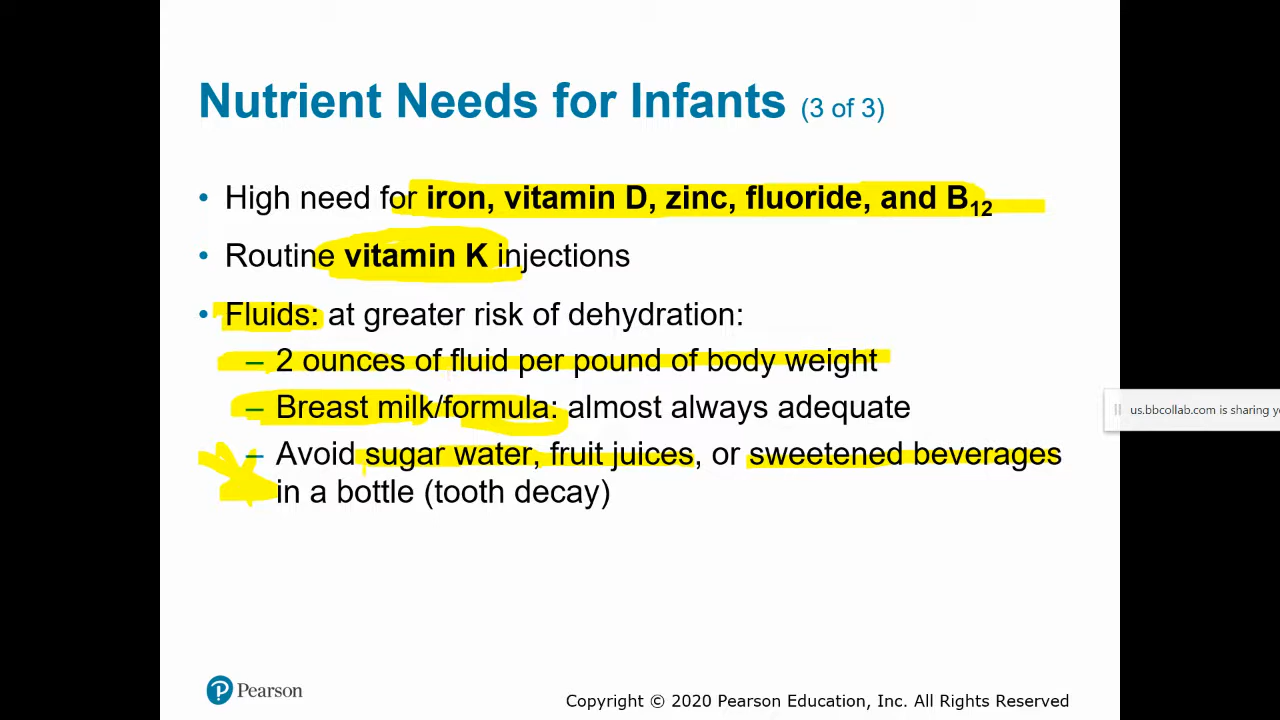 Nutrient Needs for Infants (3 of 3)
• High need for iron, vitamin D, zinc, fluoride, and B12
• Routine vitamin K injections
• Fluids: at greater risk of dehydration:
– 2 ounces of fluid per pound of body weight
– Breast milk/formula: almost always adequate
us.bbcollab.com is sharing yo
– Avoid sugar water, fruit juices, or sweetened beverages
in a bottle (tooth decay)
Pearson
Copyright © 2020 Pearson Education, Inc. All Rights Reserved